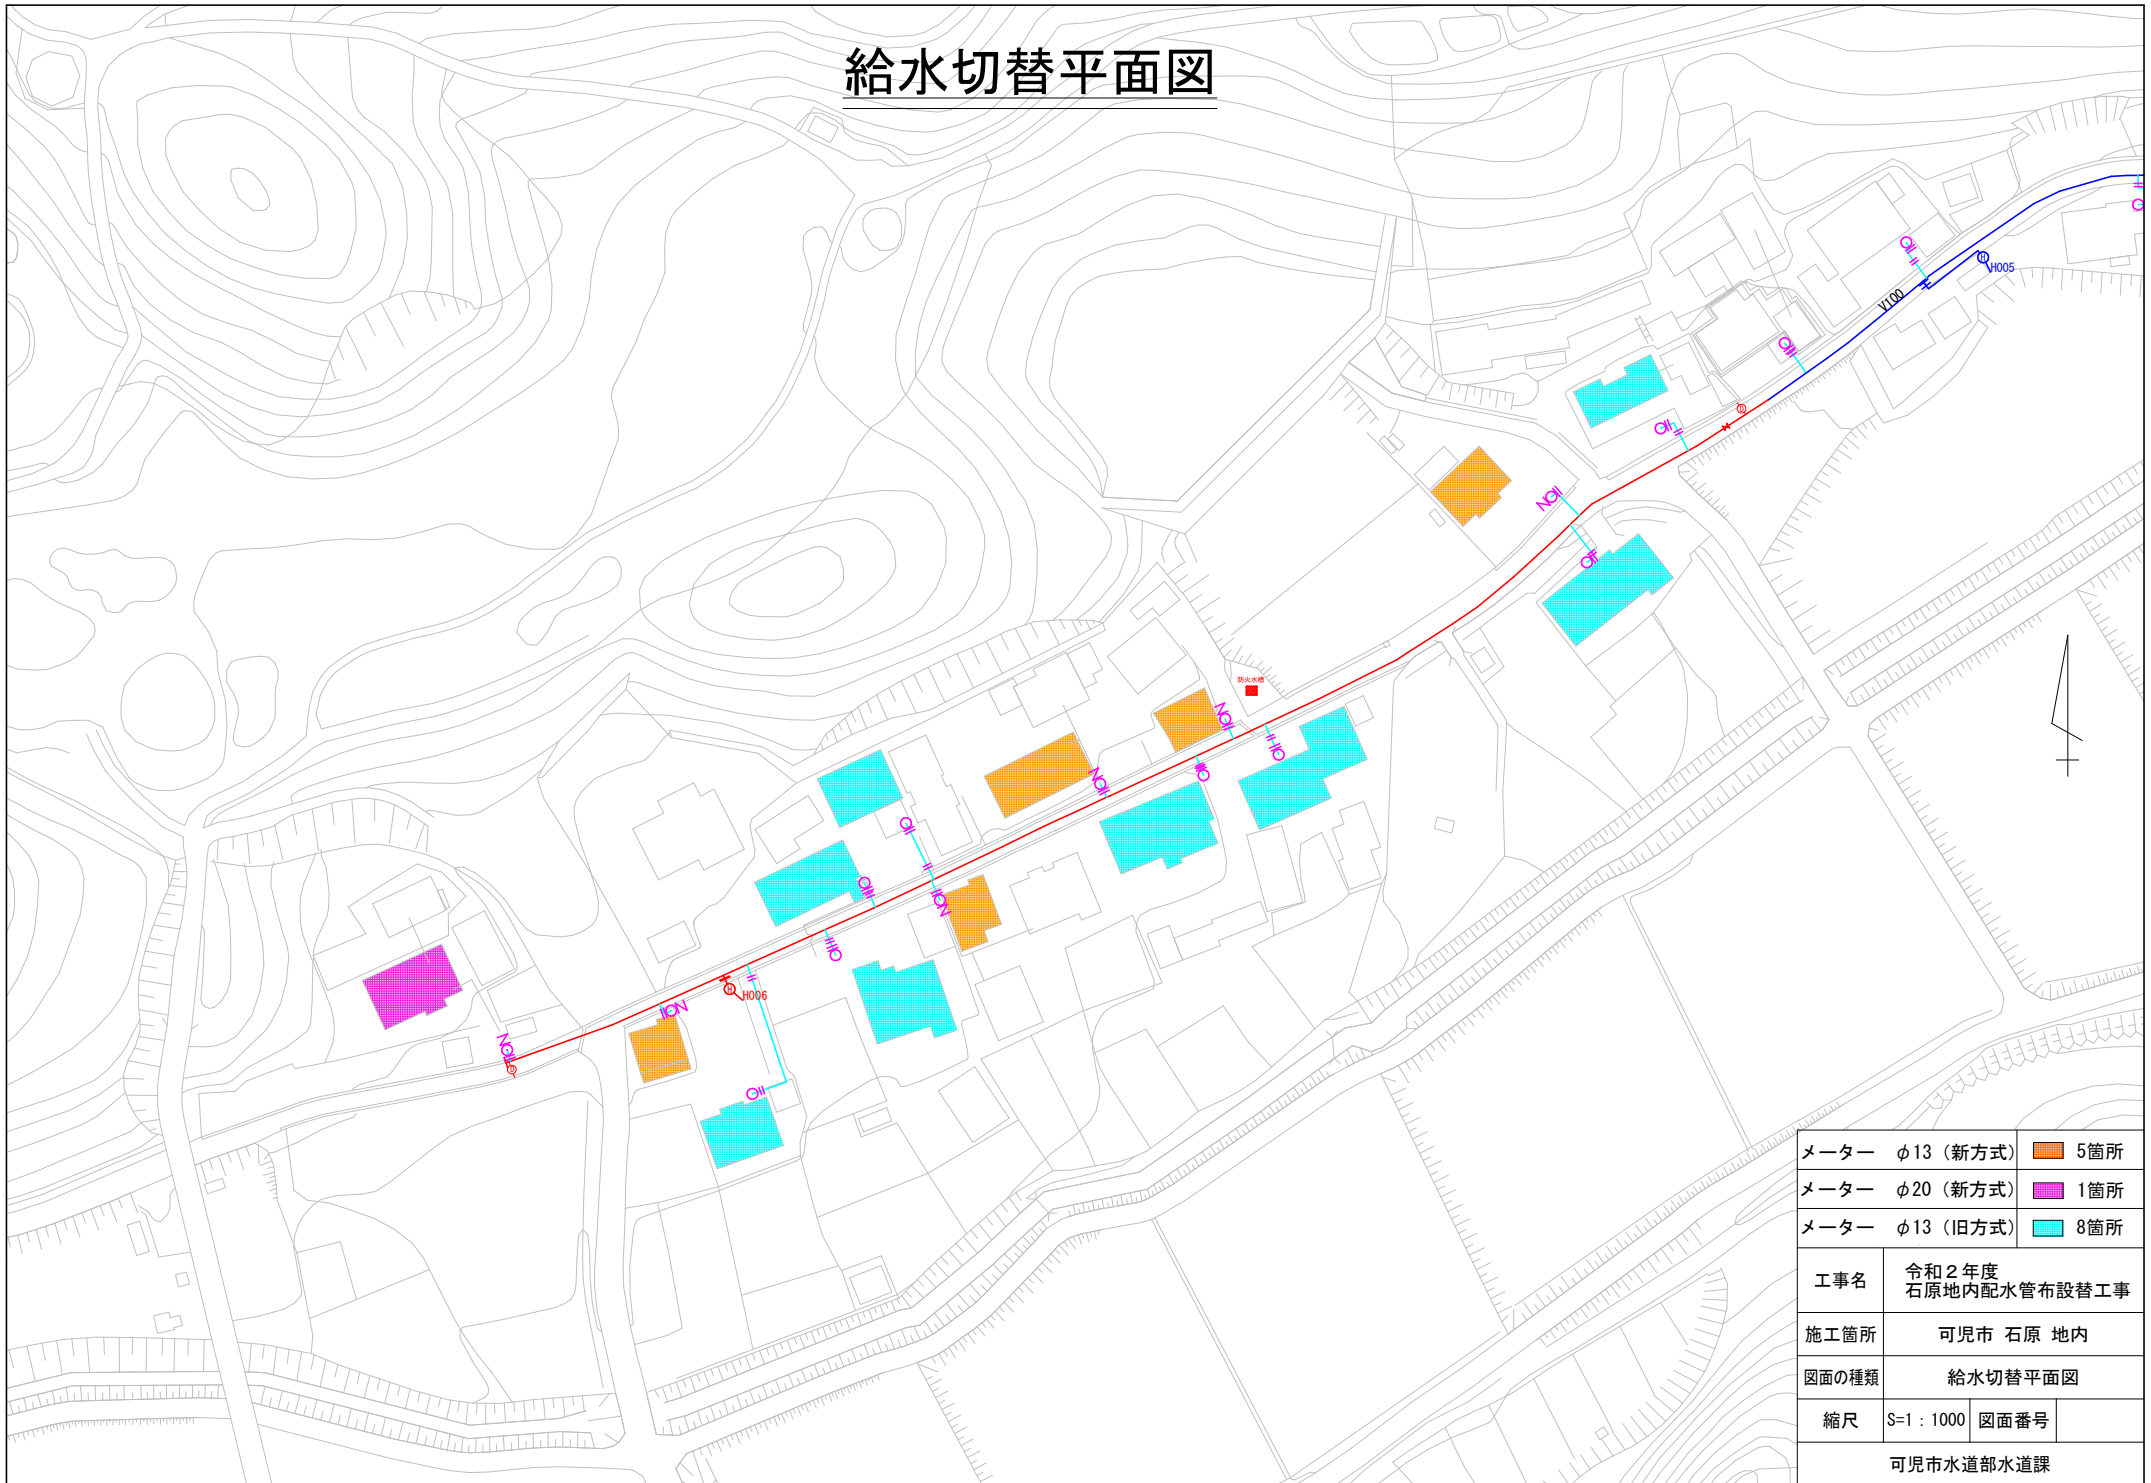 給水切替平面図
H005
V100
防火水槽
H006
メーター φ13（新方式） 5箇所
メーター φ20（新方式） 1箇所
メーター φ13（旧方式） 8箇所
工事名 令和２年度
石原地内配水管布設替工事
施工箇所 可児市 石原 地内
図面の種類 給水切替平面図
縮尺 S=1：1000 図面番号
可児市水道部水道課